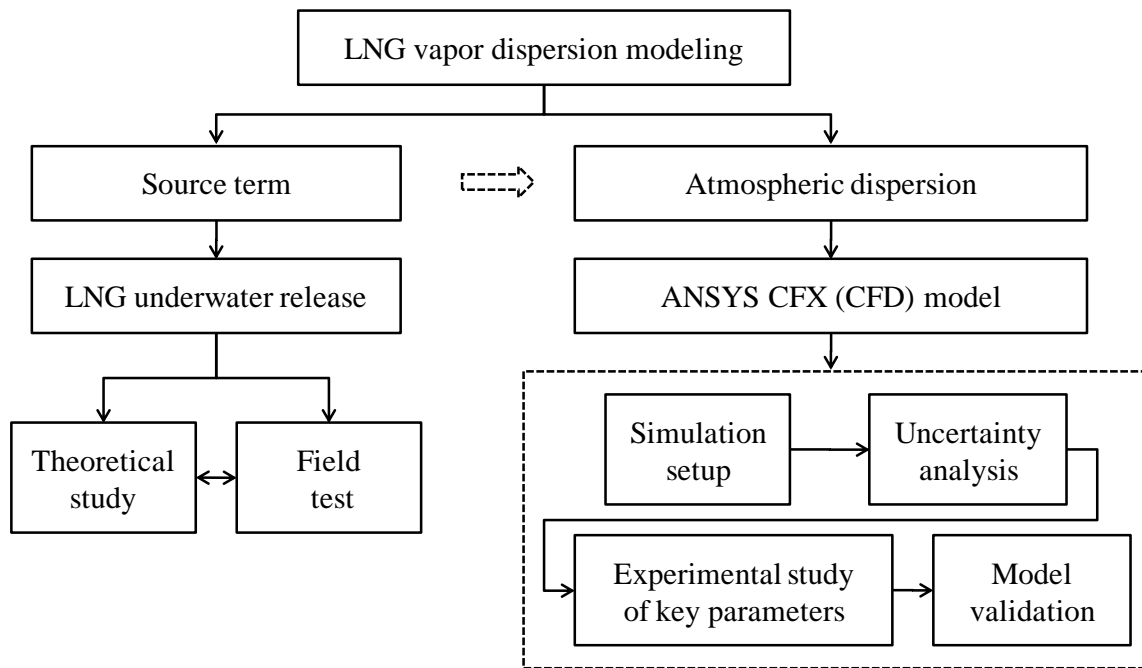 LNG vapor dispersion modeling
Source term
Atmospheric dispersion
LNG underwater release
ANSYS CFX (CFD) model
Theoretical
study
Field
test
Simulation
setup
Uncertainty
analysis
Experimental study
of key parameters
Model
validation